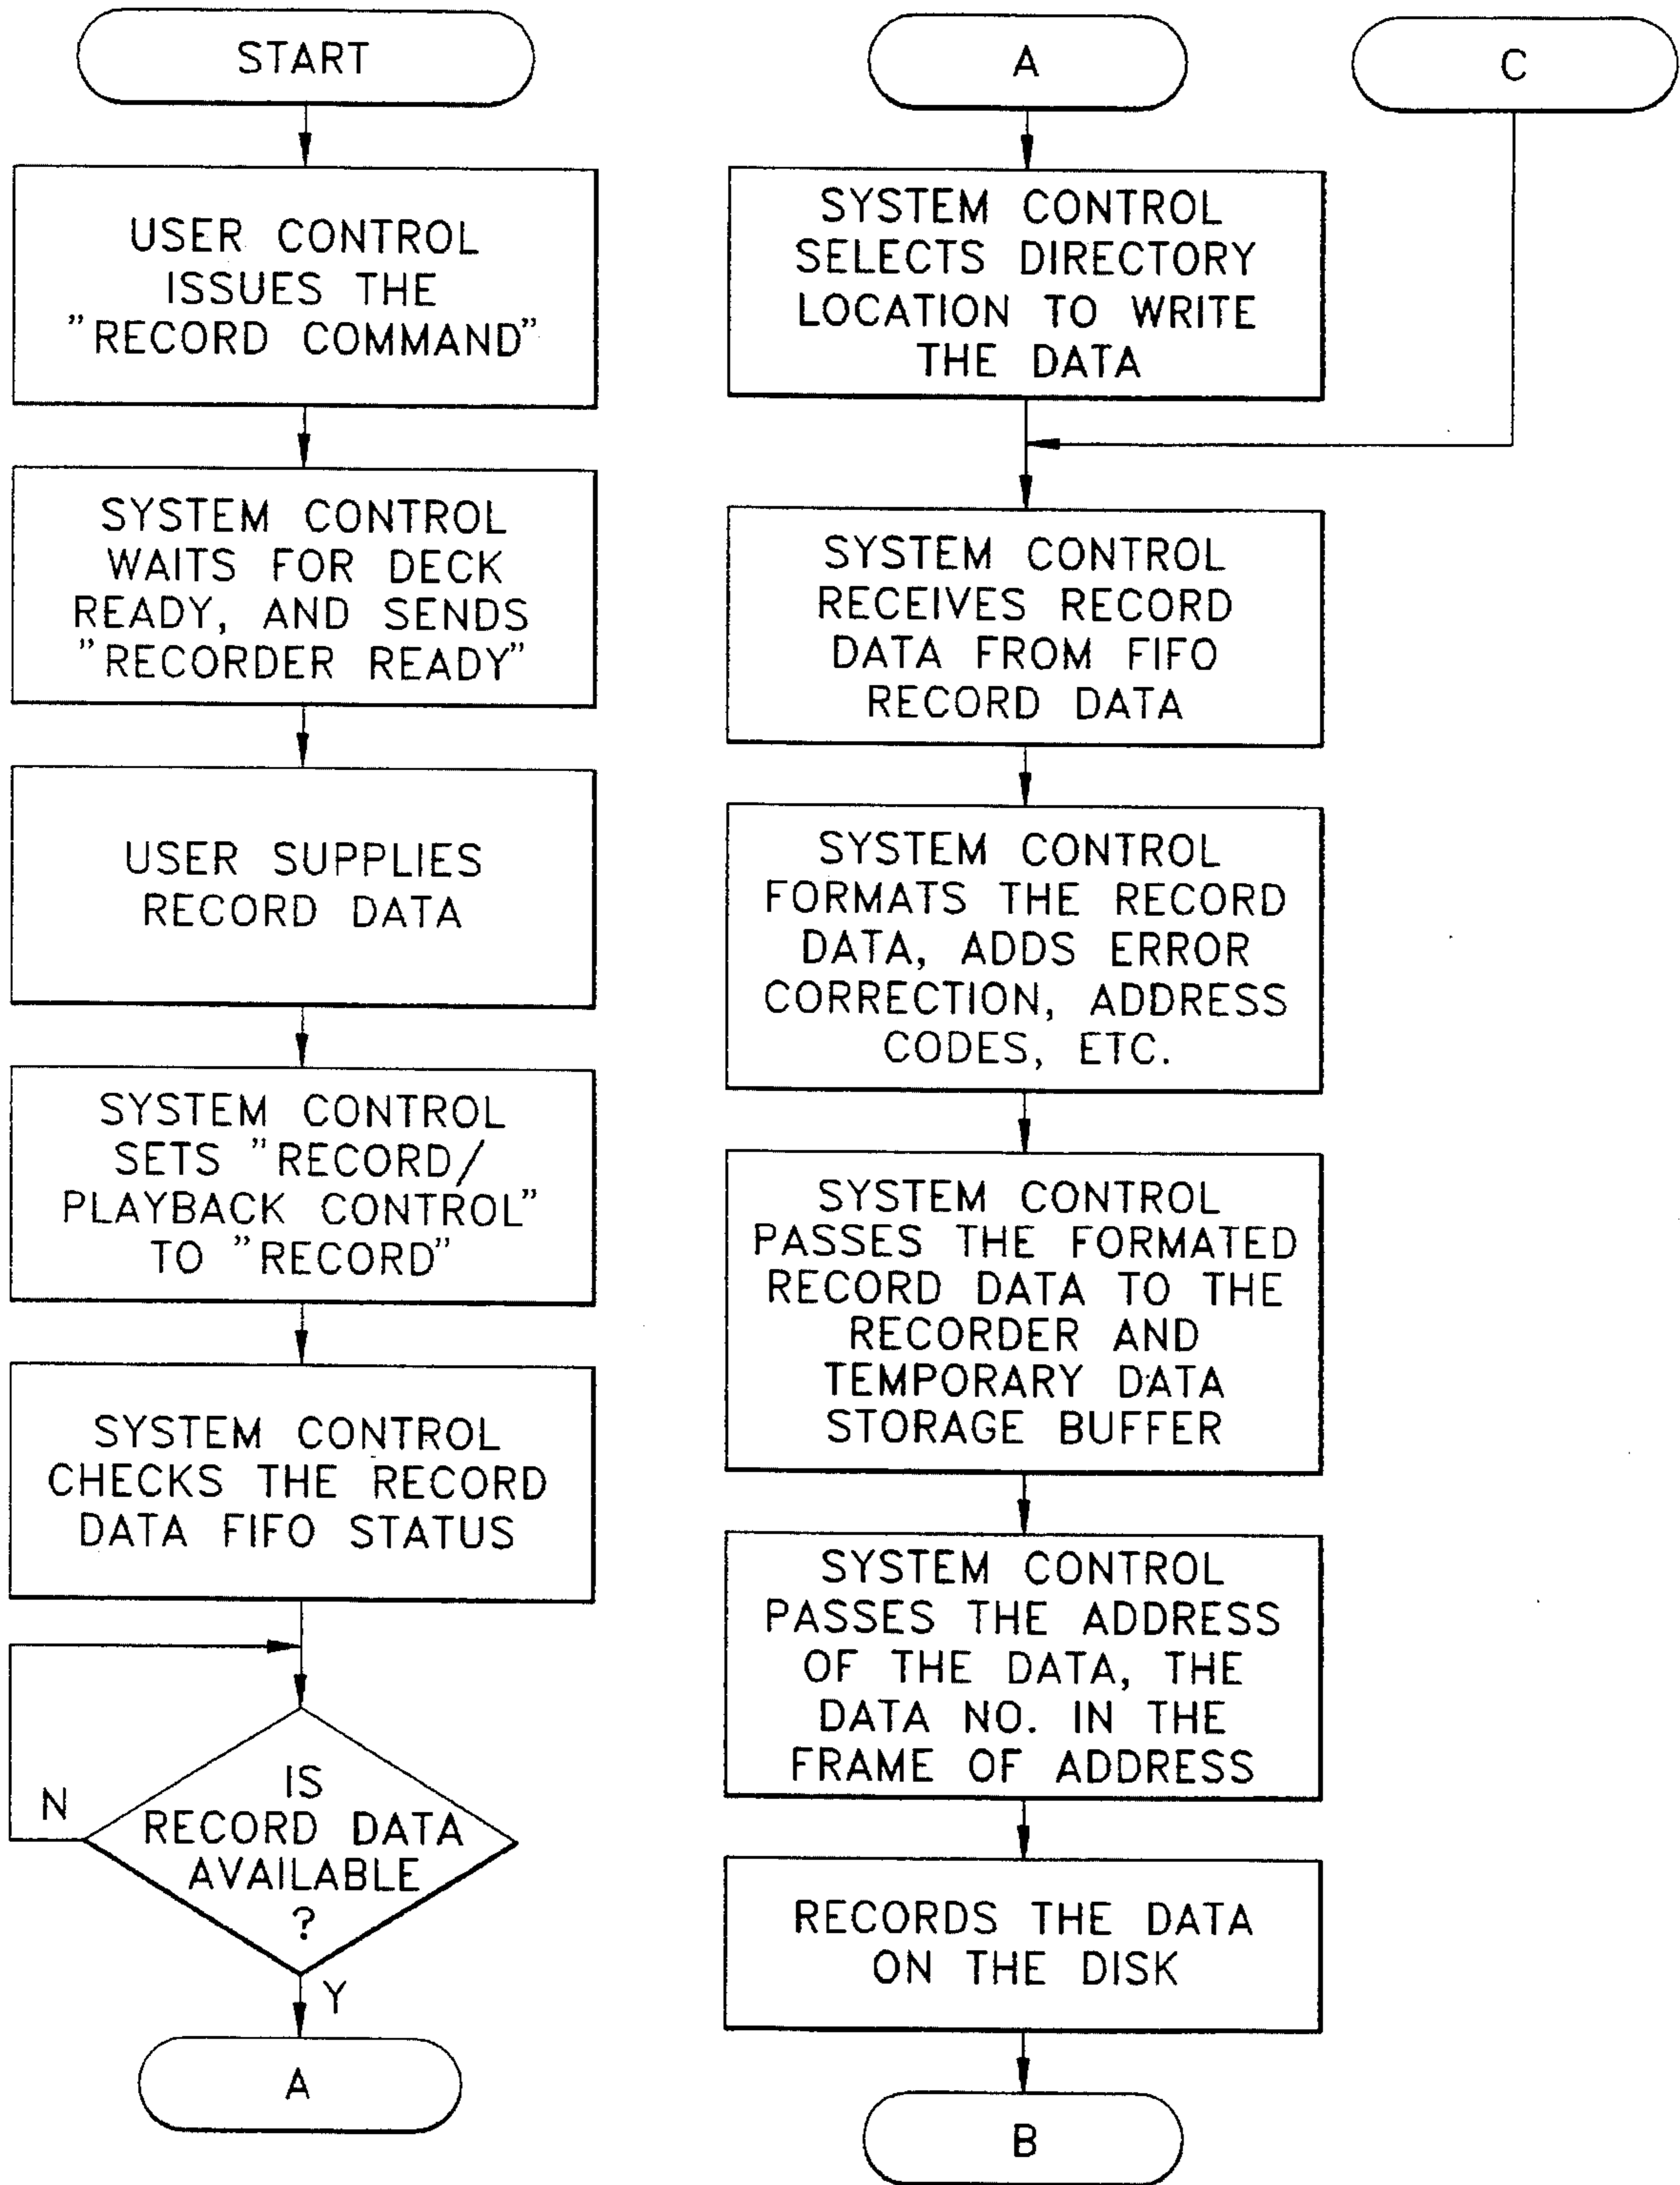 START
USER CONTROL
ISSUES THE
"RECORD COMMAND"
SYSTEM CONTROL
WAITS FOR DECK
READY, AND SENDS
"RECORDER READY"
USER SUPPLIES
RECORD DATA
SYSTEM CONTROL
SETS "RECORD/
PLAYBACK CONTROL"
TO "RECORD"
SYSTEM CONTROL
CHECKS THE RECORD
DATA FIFO STATUS
IS
RECORD DATA
AVAILABLE
?
N
Y
A
A
SYSTEM CONTROL
SELECTS DIRECTORY
LOCATION TO WRITE
THE DATA
C
SYSTEM CONTROL
RECEIVES RECORD
DATA FROM FIFO
RECORD DATA
SYSTEM CONTROL
FORMATS THE RECORD
DATA, ADDS ERROR
CORRECTION, ADDRESS
CODES, ETC.
SYSTEM CONTROL
PASSES THE FORMATED
RECORD DATA TO THE
RECORDER AND
TEMPORARY DATA
STORAGE BUFFER
SYSTEM CONTROL
PASSES THE ADDRESS
OF THE DATA, THE
DATA NO. IN THE
FRAME OF ADDRESS
RECORDS THE DATA
ON THE DISK
B